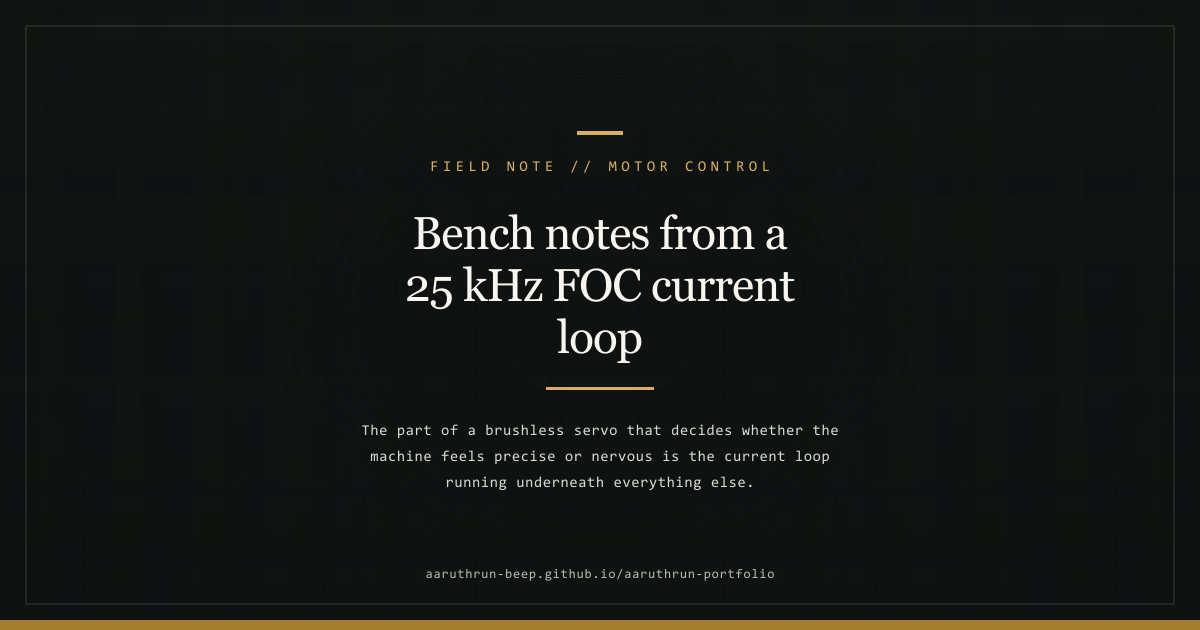 FIELD NOTE // MOTOR CONTROL
Bench notes from a
25 kHz FOC current
loop
The part of a brushless servo that decides whether the
machine feels precise or nervous is the current loop
running underneath everything else.
aaruthrun-beep.github.io/aaruthrun-portfolio